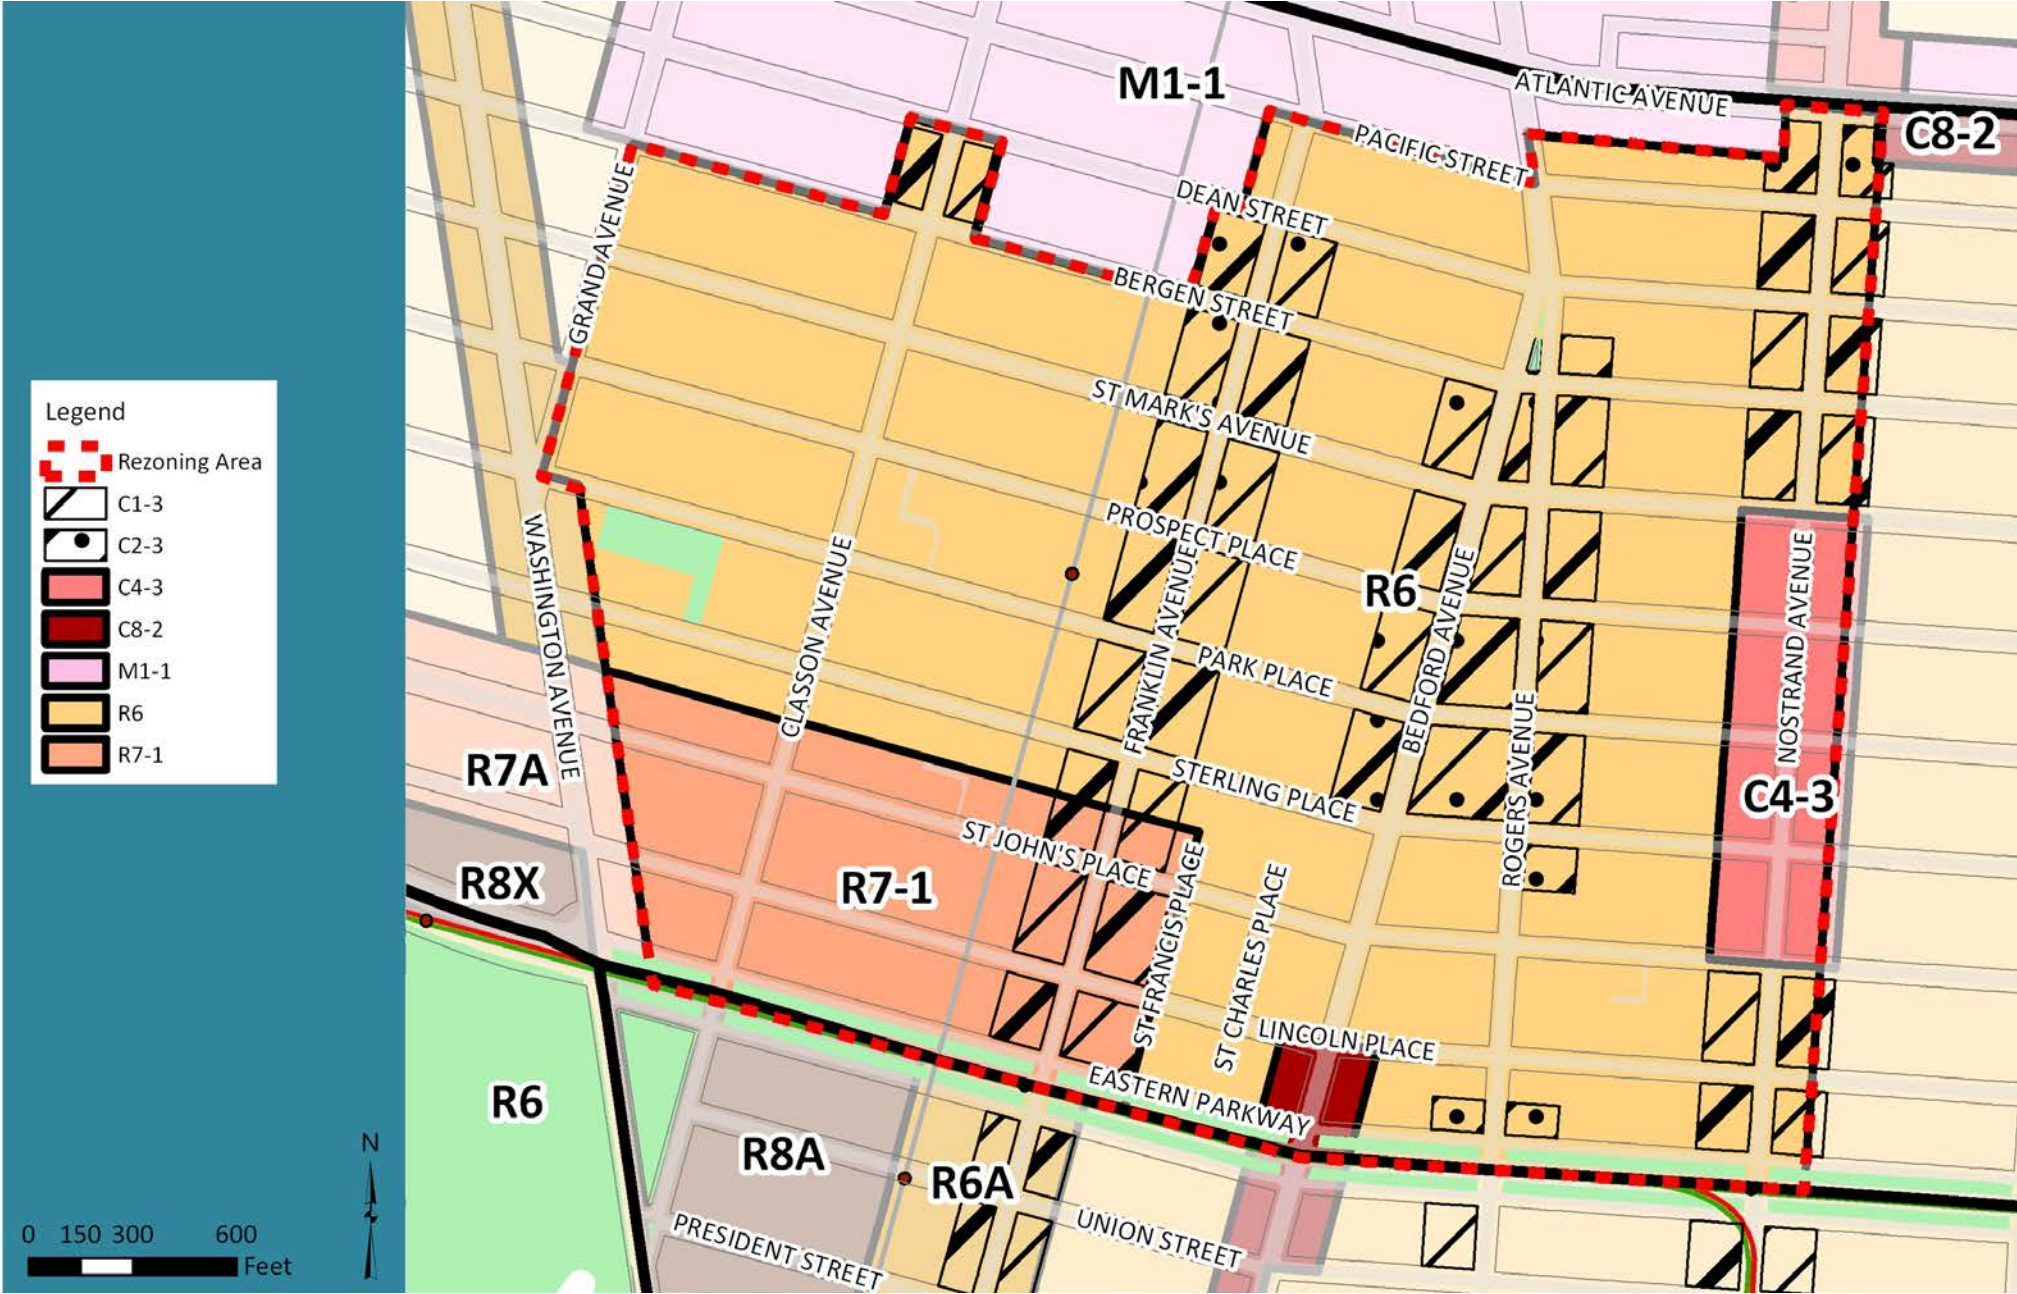 M1-1
ATLANTIC AVENUE
C8-2
PACIFIC STREET
DEAN STREET
GRAND AVENUE
BERGEN STREET
ST MARK'S AVENUE
Legend
Rezoning Area
C1-3
C2-3
C4-3
C8-2
M1-1
R6
R7-1
PROSPECT PLACE
WASHINGTON AVENUE
CLASSON AVENUE
FRANKLIN AVENUE
R6
BEDFORD AVENUE
NOSTRAND AVENUE
PARK PLACE
ROGERS AVENUE
R7A
STERLING PLACE
C4-3
ST JOHN'S PLACE
R8X
R7-1
ST FRANCIS PLACE
ST CHARLES PLACE
LINCOLN PLACE
EASTERN PARKWAY
R6
R8A
R6A
N
PRESIDENT STREET
UNION STREET
0 150 300 600
Feet